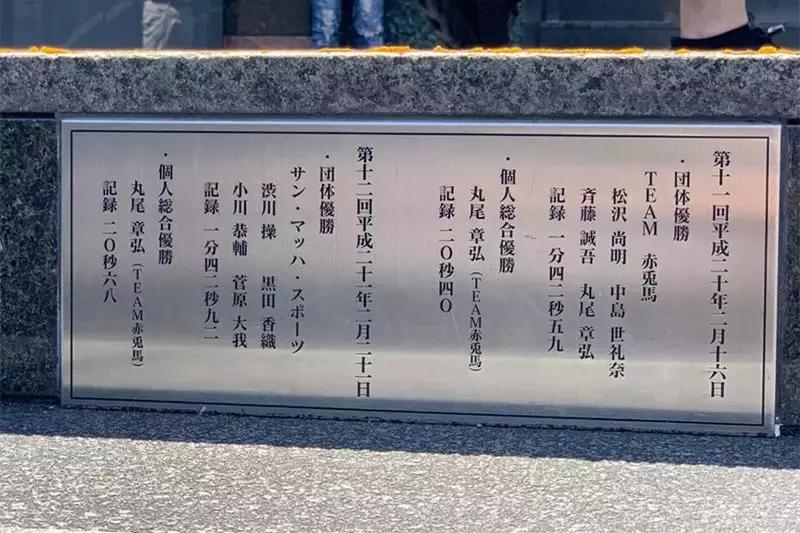 第十一回平成二十年二月十六日
・団体優勝
TEAM 赤兎馬
松沢 尚明 中島 世礼奈
斉藤 誠吾 丸尾 章弘
記録 一分四二秒五九
・個人総合優勝
丸尾 章弘(TEAM赤兎馬)
記録 二〇秒四〇
第十二回平成二十一年二月二十一日
・団体優勝
サン・マッハ・スポーツ
渋川 操 黒田 香織
小川 恭輔 菅原 大我
記録 一分四二秒九二
・個人総合優勝
丸尾 章弘(TEAM赤兎馬)
記録 二〇秒六八